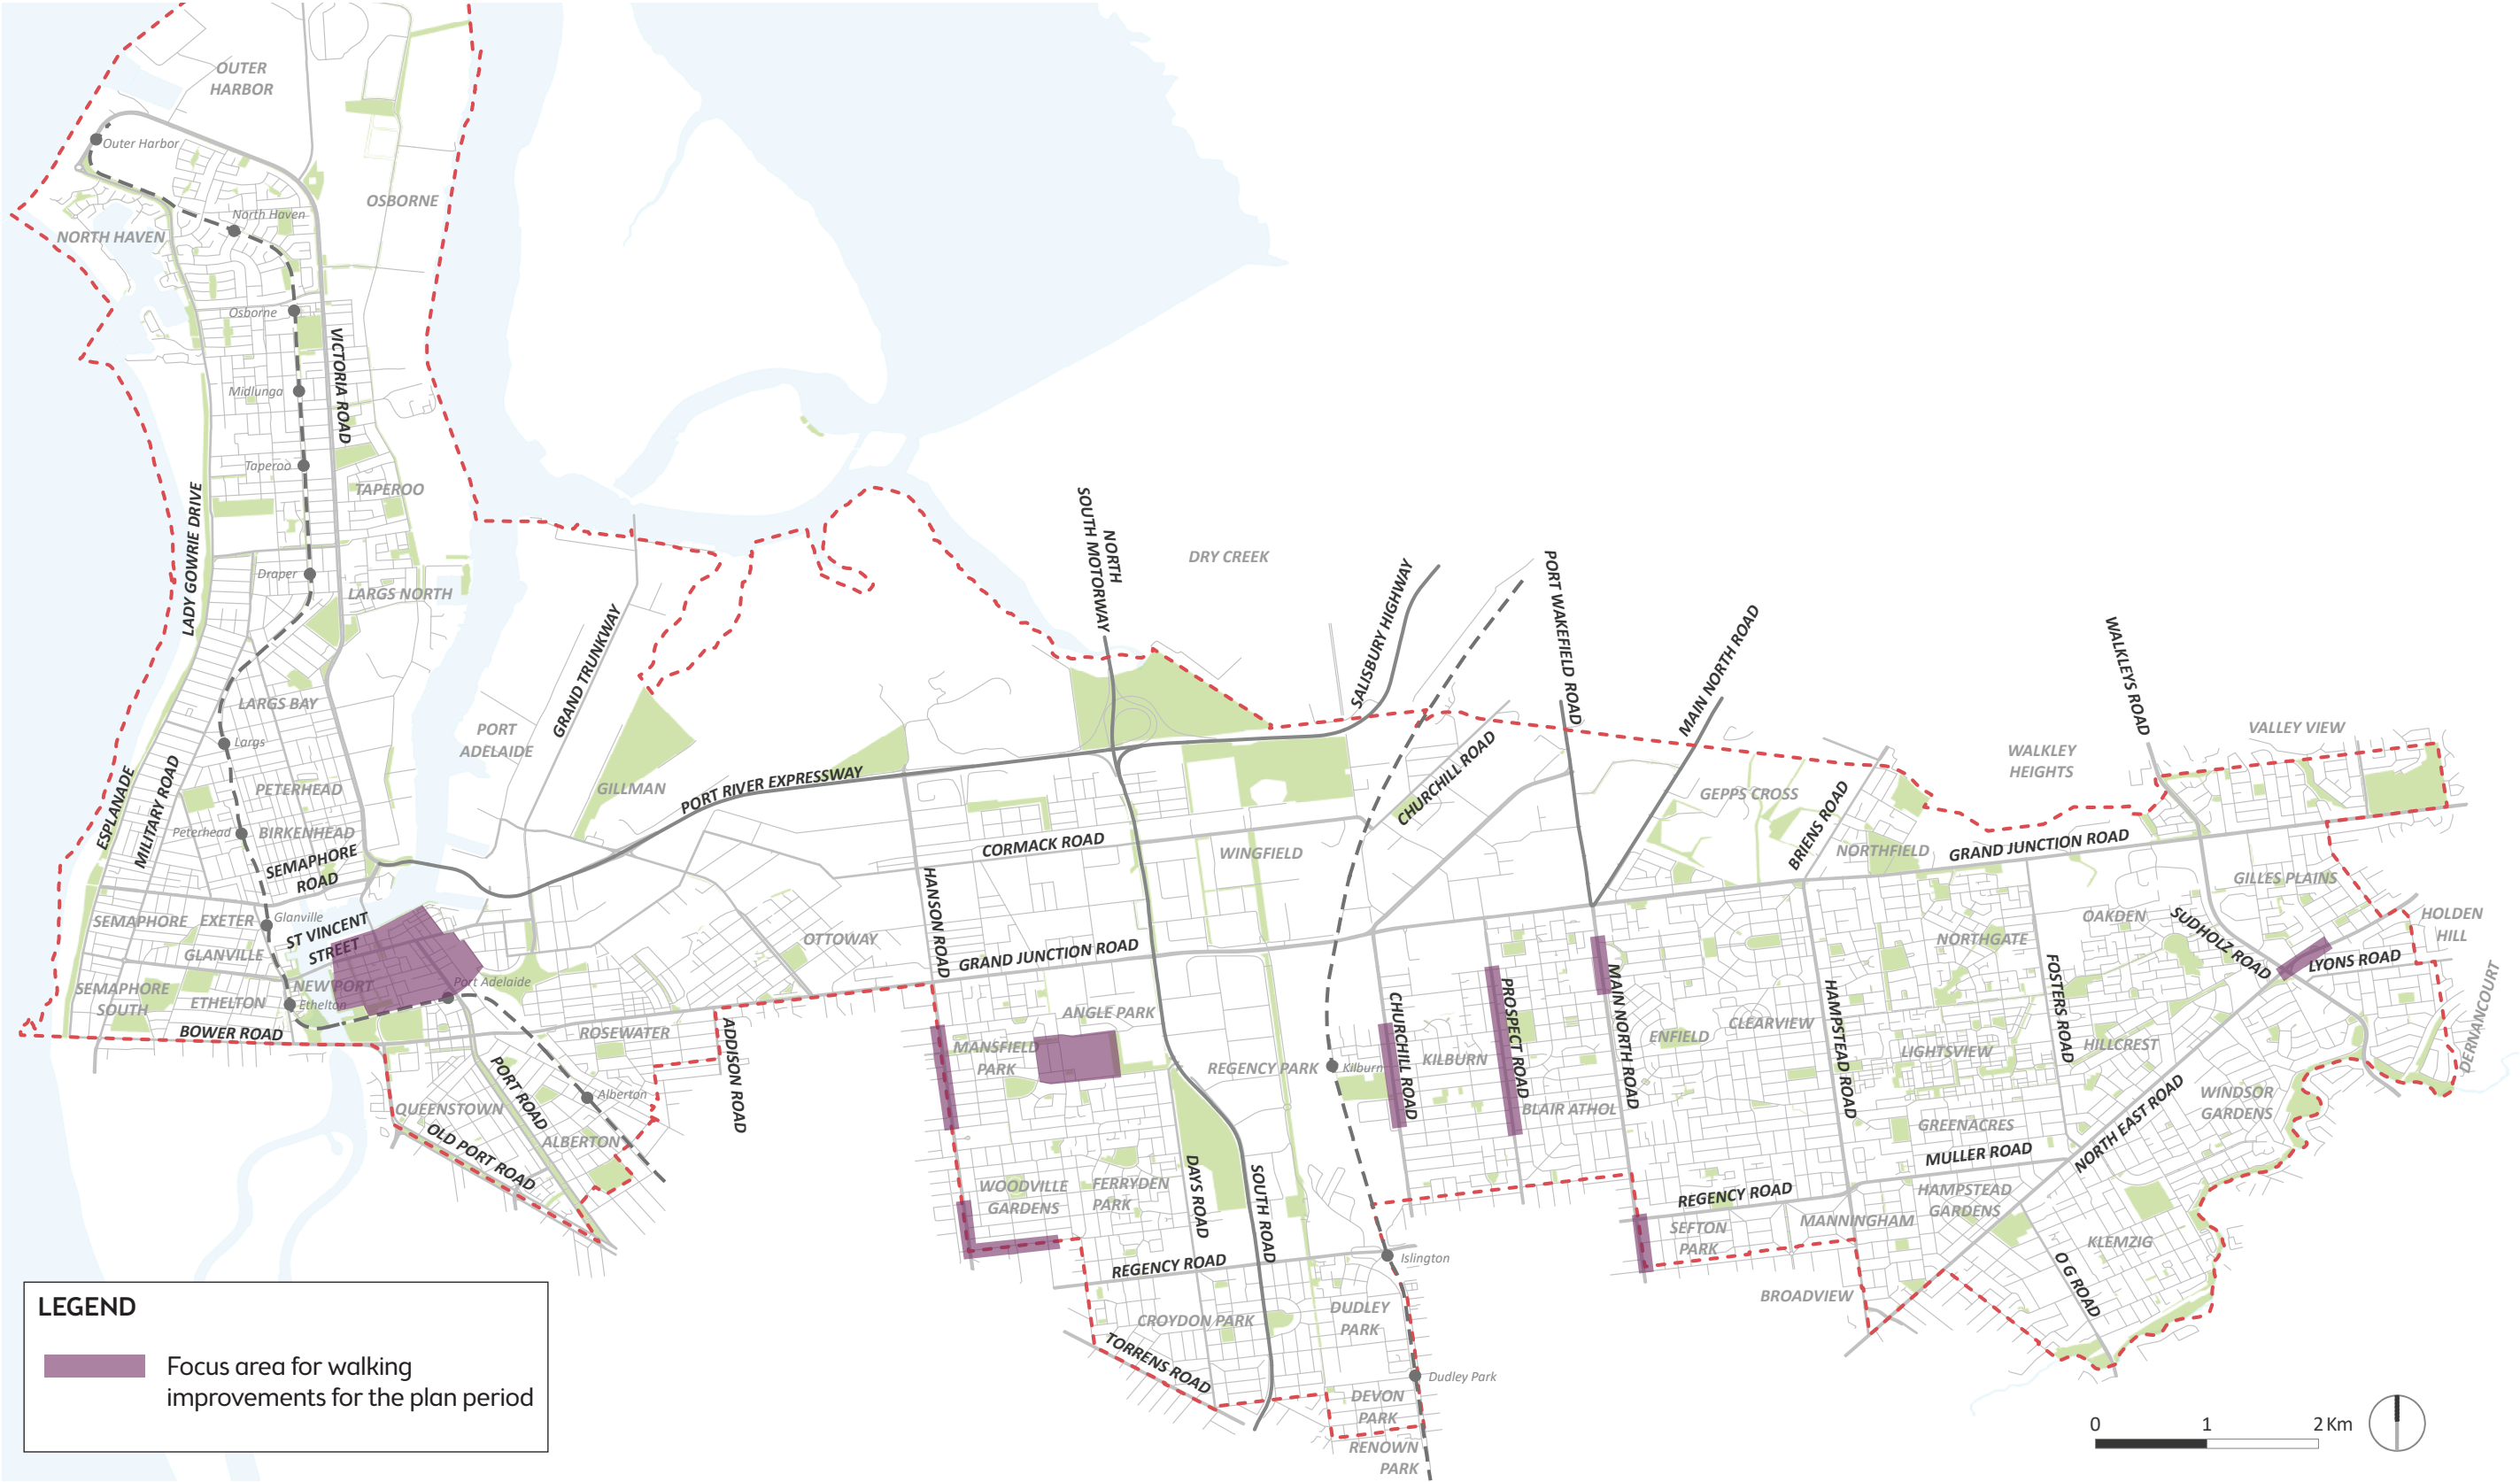 OUTER
HARBOR
Outer Harbor
OSBORNE
North Haven
NORTH HAVEN
Osborne
VICTORIA ROAD
Midlunga
Taperoo
TAPEROO
LADY GOWRIE DRIVE
Draper
LARGS NORTH
GRAND TRUNKWAY
LARGS BAY
Largs
PORT
ADELAIDE
ESPLANADE
MILITARY ROAD
PETERHEAD
GILLMAN
PORT RIVER EXPRESSWAY
Peterhead
BIRKENHEAD
SEMAPHORE
ROAD
SEMAPHORE
EXETER
Glanville
ST VINCENT
STREET
GLANVILLE
SEMAPHORE
SOUTH
ETHELTON
NEWPORT
Ethelton
Port Adelaide
BOWER ROAD
ROSEWATER
ADDISON ROAD
PORT ROAD
Alberton
QUEENSTOWN
ALBERTON
OLD PORT ROAD
NORTH
SOUTH MOTORWAY
DRY CREEK
SALISBURY HIGHWAY
PORT WAKEFIELD ROAD
MAIN NORTH ROAD
WALKLEYS ROAD
CHURCHILL ROAD
CORMACK ROAD
WINGFIELD
HANSON ROAD
OTTOWAY
GRAND JUNCTION ROAD
ANGLE PARK
MANSFIELD
PARK
REGENCY PARK
Kilburn
CHURCHILL ROAD
KILBURN
PROSPECT ROAD
BLAIR ATHOL
MAIN NORTH ROAD
ENFIELD
CLEARVIEW
GEPPS CROSS
BRIENS ROAD
NORTHFIELD
GRAND JUNCTION ROAD
WALKLEY
HEIGHTS
VALLEY VIEW
GILLES PLAINS
OAKDEN
SUDHOLZ ROAD
HOLDEN
HILL
LYONS ROAD
NORTHGATE
FOSTERS ROAD
HAMPSTEAD ROAD
LIGHTSVIEW
HILLCREST
DERNANCOURT
WINDSOR
GARDENS
GREENACRES
NORTH EAST ROAD
MULLER ROAD
WOODVILLE
GARDENS
FERRYDEN
PARK
DAYS ROAD
SOUTH ROAD
REGENCY ROAD
SEFTON
PARK
MANNINGHAM
HAMPSTEAD
GARDENS
KLEMZIG
O G ROAD
REGENCY ROAD
Islington
BROADVIEW
CROYDON PARK
DUDLEY
PARK
TORRENS ROAD
Dudley Park
DEVON
PARK
RENOWN
PARK
LEGEND
Focus area for walking
improvements for the plan period
0 1 2 Km